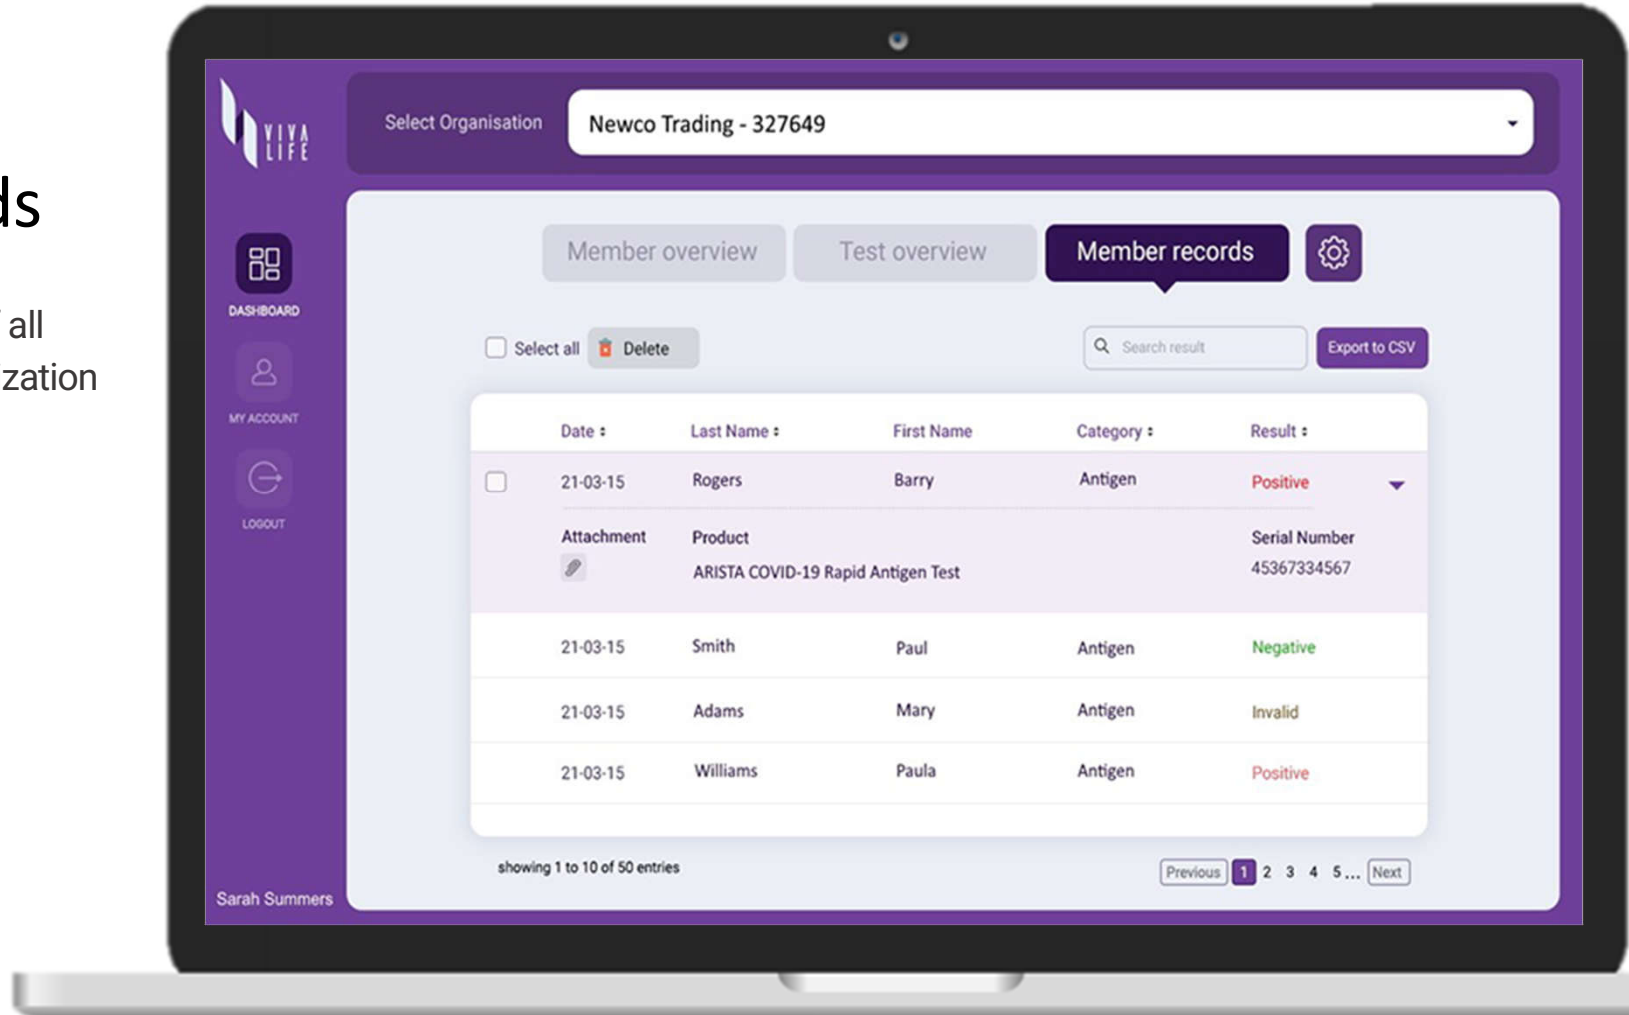 ds
all
ization
VIVA
LIFE
Select Organisation
Newco Trading - 327649
DASHBOARD
MY ACCOUNT
LOGOUT
Sarah Summers
Member overview Test overview Member records
Select all Delete Search result Export to CSV
Date Last Name First Name Category Result
21-03-15 Rogers Barry Antigen Positive
Attachment Product Serial Number
ARISTA COVID-19 Rapid Antigen Test 45367334567
21-03-15 Smith Paul Antigen Negative
21-03-15 Adams Mary Antigen Invalid
21-03-15 Williams Paula Antigen Positive
showing 1 to 10 of 50 entries Previous 1 2 3 4 5... Next